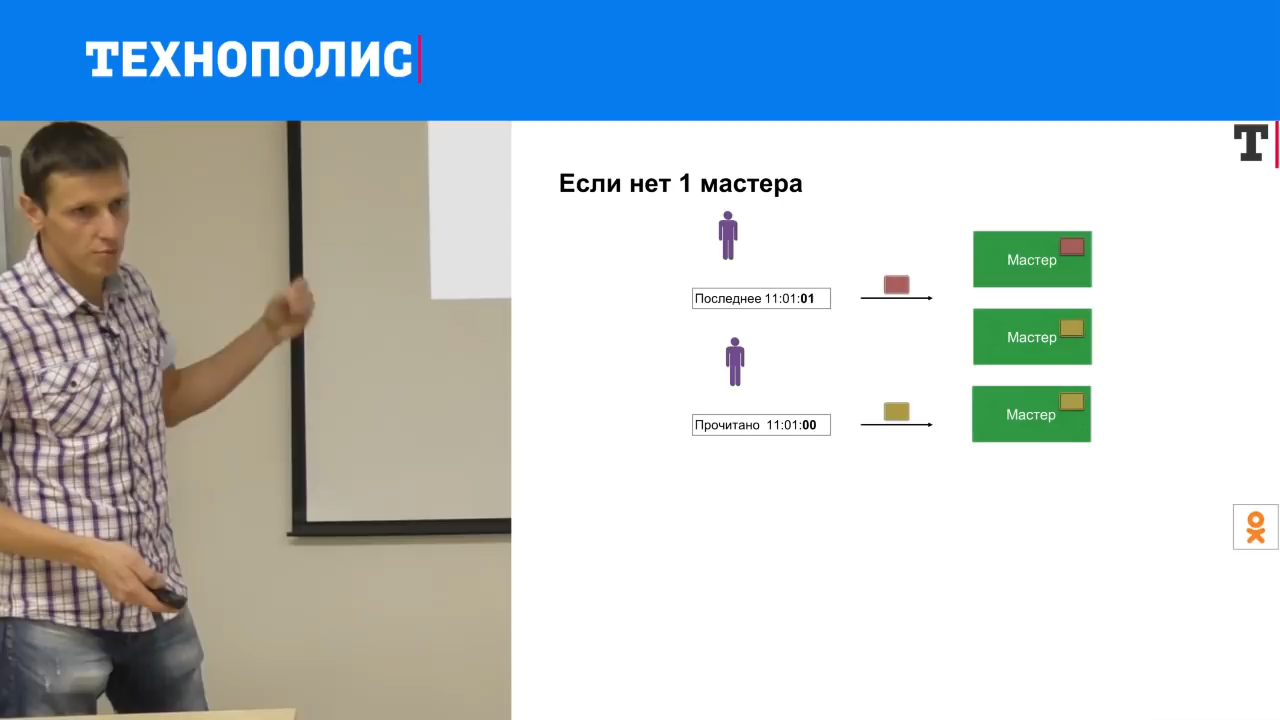 ТЕХНОПОЛИС
Т
Если нет 1 мастера
Мастер
Последнее 11:01:01
Мастер
Мастер
Прочитано 11:01:00